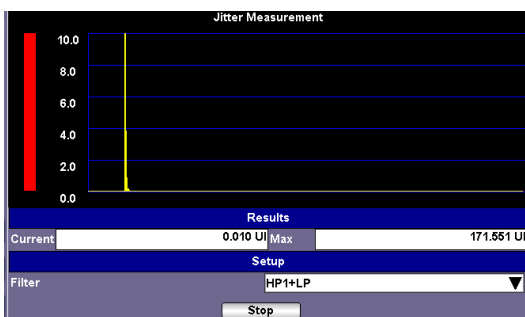 Jitter Measurement
10.0
8.0
6.0
4.0
2.0
0.0
Results
Current 0.010 UI Max 171.551 UI
Setup
Filter HP1+LP
Stop